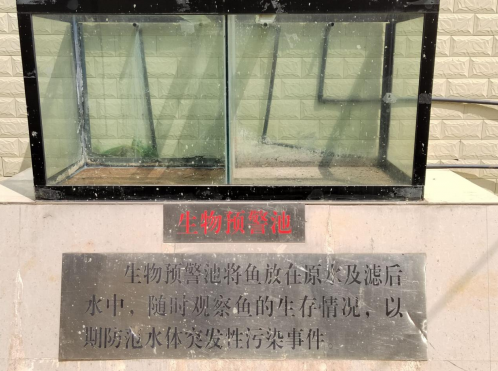 生物预警池
生物预警池将鱼放在原水及滤后
水中，随时观察鱼的生存情况，以
期防范水体突发性污染事件